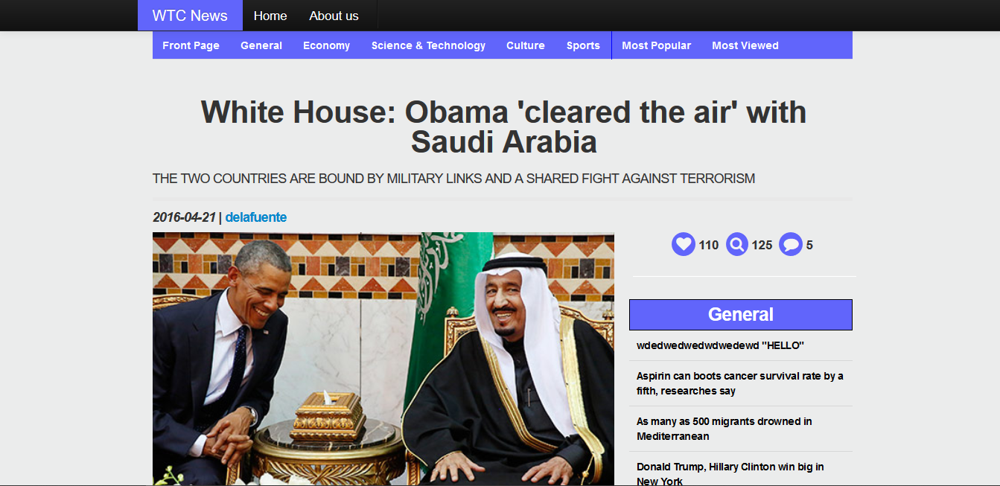 WTC News Home About us
Front Page General Economy Science & Technology Culture Sports Most Popular Most Viewed
White House: Obama 'cleared the air' with
Saudi Arabia
THE TWO COUNTRIES ARE BOUND BY MILITARY LINKS AND A SHARED FIGHT AGAINST TERRORISM
2016-04-21 | delafuente
110 125 5
General
wdedwedwedwdwedewd "HELLO"
Aspirin can boots cancer survival rate by a
fifth, researches say
As many as 500 migrants drowned in
Mediterranean
Donald Trump, Hillary Clinton win big in
New York